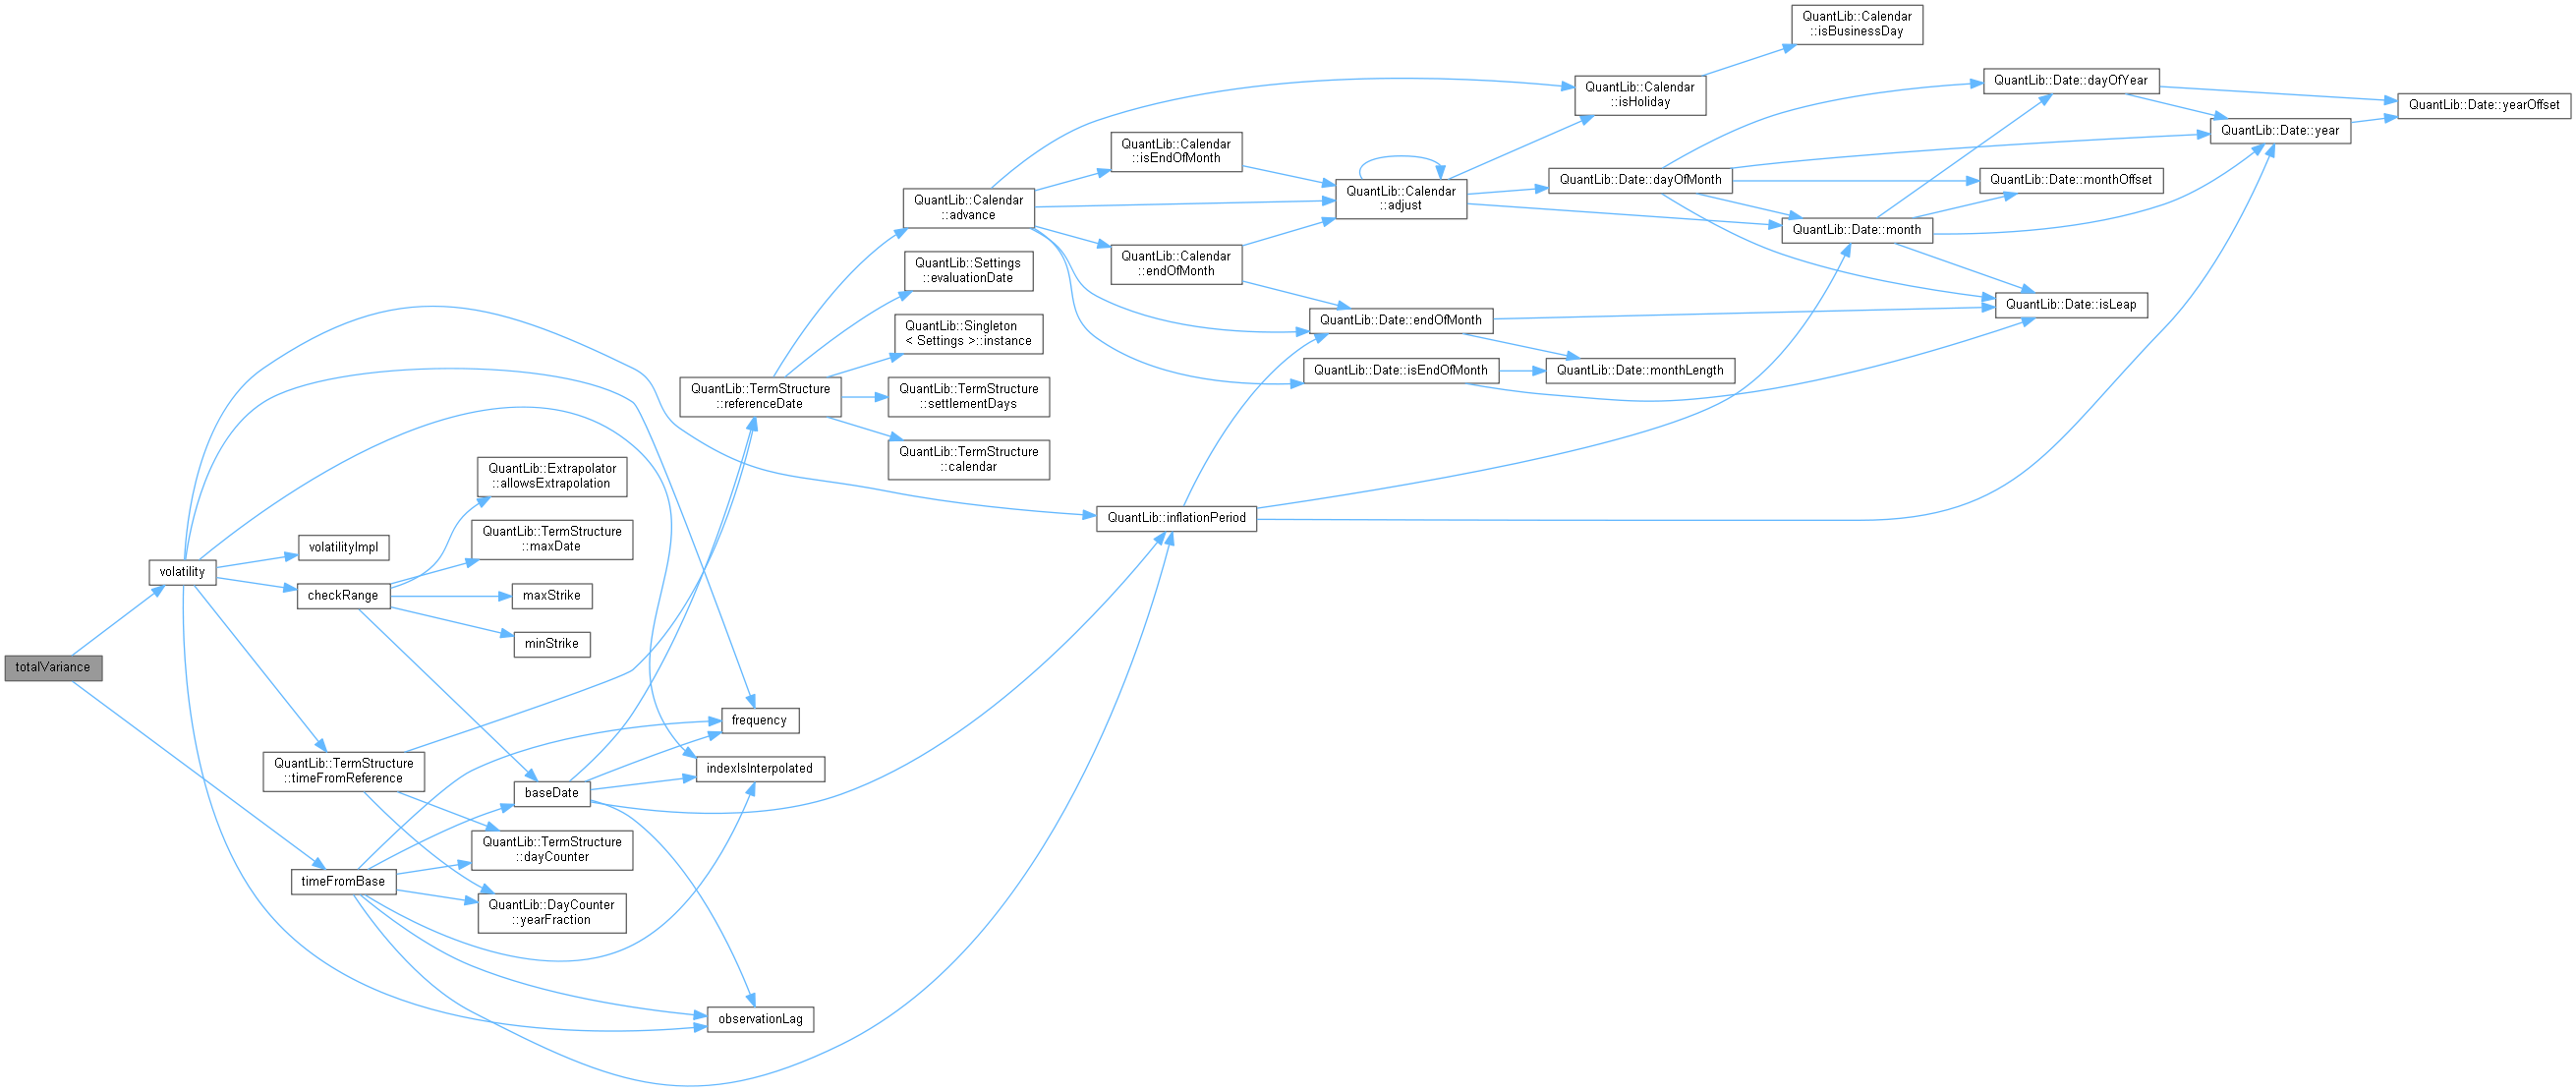 totalVariance
volatility
volatilityImpl
checkRange
QuantLib::TermStructure
::timeFromReference
timeFromBase
QuantLib::Extrapolator
::allowsExtrapolation
QuantLib::TermStructure
::maxDate
maxStrike
minStrike
baseDate
QuantLib::TermStructure
::dayCounter
QuantLib::DayCounter
::yearFraction
QuantLib::TermStructure
::referenceDate
frequency
indexIsInterpolated
observationLag
QuantLib::Calendar
::advance
QuantLib::Settings
::evaluationDate
QuantLib::Singleton
< Settings >::instance
QuantLib::TermStructure
::settlementDays
QuantLib::TermStructure
::calendar
QuantLib::Calendar
::isEndOfMonth
QuantLib::Calendar
::endOfMonth
QuantLib::inflationPeriod
QuantLib::Calendar
::adjust
QuantLib::Date::endOfMonth
QuantLib::Date::isEndOfMonth
QuantLib::Calendar
::isHoliday
QuantLib::Date::dayOfMonth
QuantLib::Date::monthLength
QuantLib::Calendar
::isBusinessDay
QuantLib::Date::month
QuantLib::Date::dayOfYear
QuantLib::Date::monthOffset
QuantLib::Date::isLeap
QuantLib::Date::year
QuantLib::Date::yearOffset